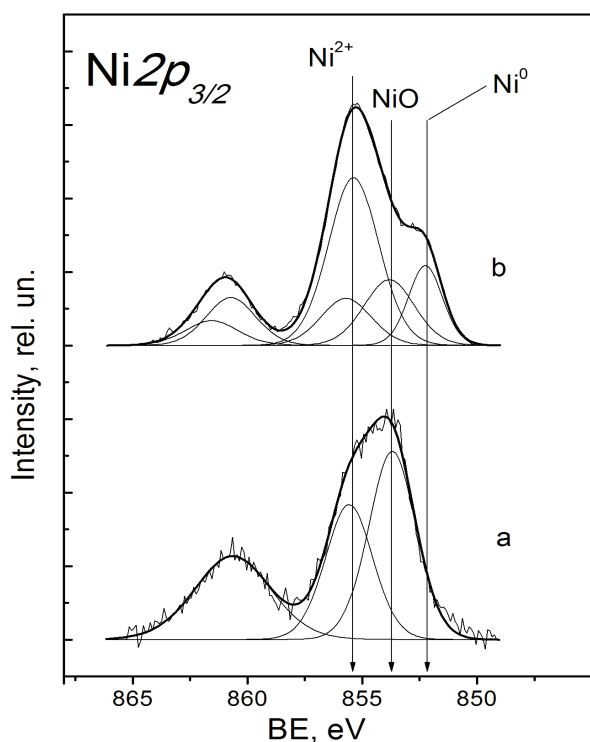 Ni2p3/2
Ni2+
NiO
Ni0
b
a
Intensity, rel. un.
865 860 855 850
BE, eV